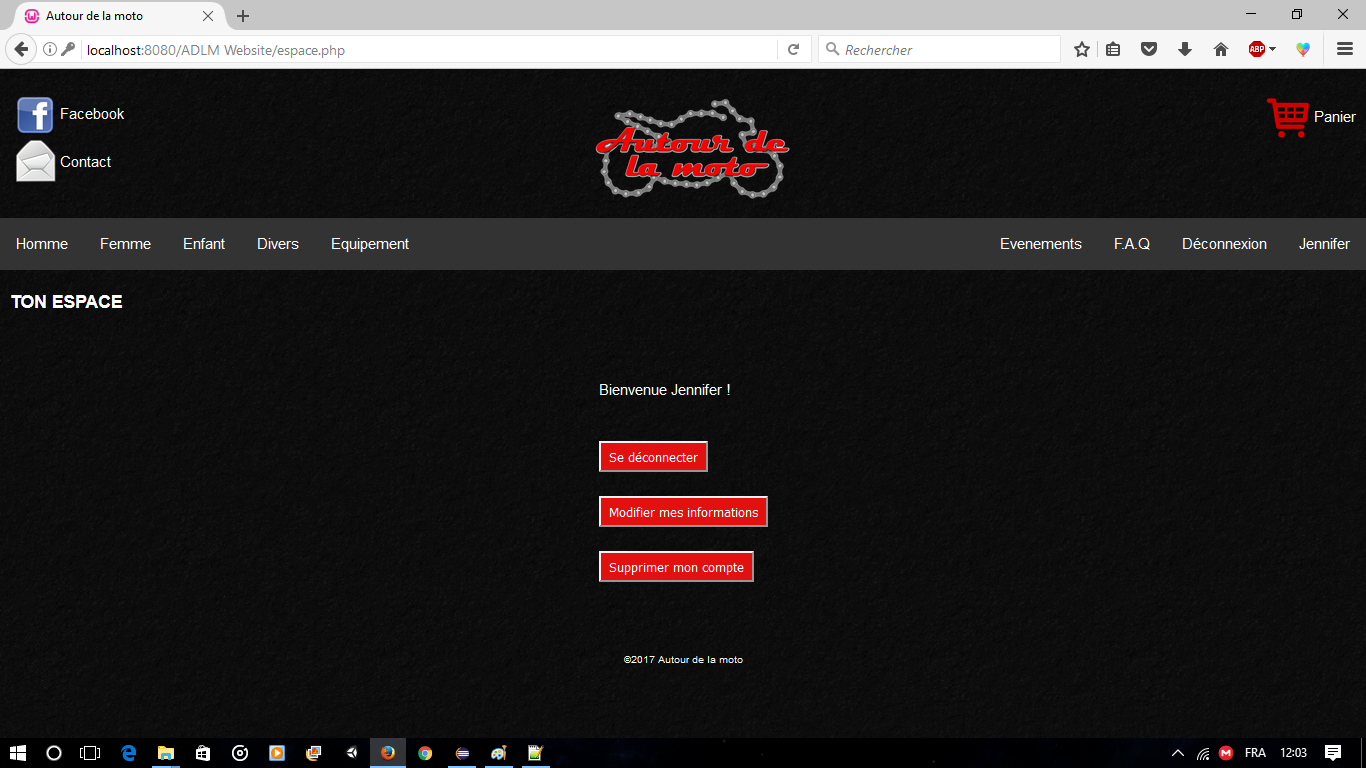 Autour de la moto
localhost:8080/ADLM Website/espace.php
Rechercher
ABP
Facebook
Contact
Autour de
la moto
Panier
Homme Femme Enfant Divers Equipement Evenements F.A.Q Déconnexion Jennifer
TON ESPACE
Bienvenue Jennifer !
Se déconnecter
Modifier mes informations
Supprimer mon compte
©2017 Autour de la moto
FRA 12:03